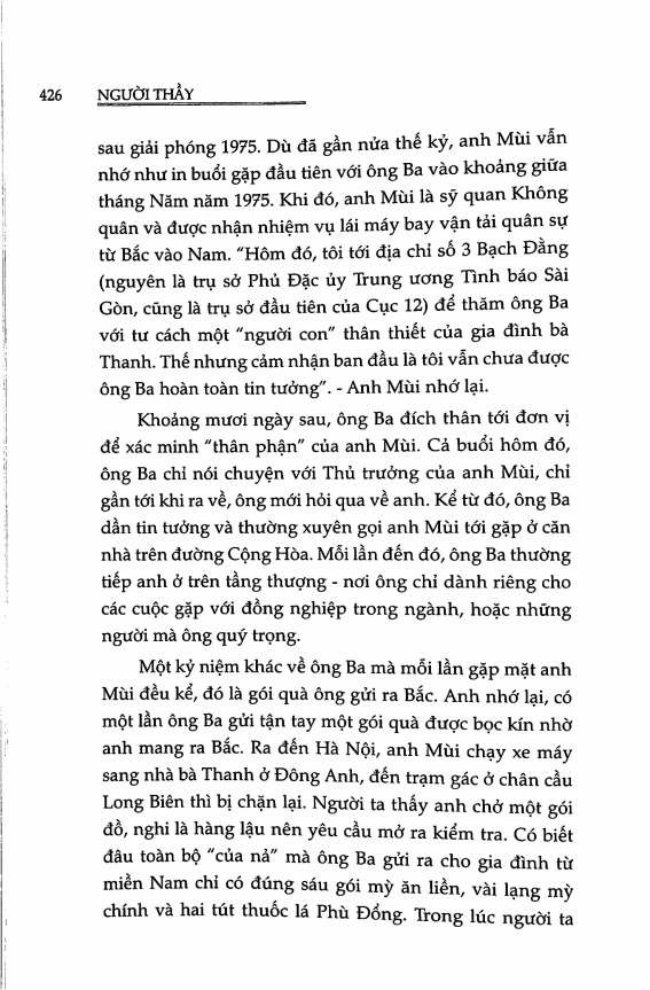 426 NGƯỜI THẦY
sau giải phóng 1975. Dù đã gần nửa thế kỷ, anh Mùi vẫn
nhớ như in buổi gặp đầu tiên với ông Ba vào khoảng giữa
tháng Năm năm 1975. Khi đó, anh Mùi là sỹ quan Không
quân và được nhận nhiệm vụ lái máy bay vận tải quân sự
từ Bắc vào Nam. "Hôm đó, tôi tới địa chỉ số 3 Bạch Đằng
(nguyên là trụ sở Phủ Đặc ủy Trung ương Tình báo Sài
Gòn, cũng là trụ sở đầu tiên của Cục 12) để thăm ông Ba
với tư cách một "người con" thân thiết của gia đình bà
Thanh. Thế nhưng cảm nhận ban đầu là tôi vẫn chưa được
ông Ba hoàn toàn tin tưởng". - Anh Mùi nhớ lại.
Khoảng mươi ngày sau, ông Ba đích thân tới đơn vị
để xác minh "thân phận" của anh Mùi. Cả buổi hôm đó,
ông Ba chỉ nói chuyện với Thủ trưởng của anh Mùi, chỉ
gần tới khi ra về, ông mới hỏi qua về anh. Kể từ đó, ông Ba
dần tin tưởng và thường xuyên gọi anh Mùi tới gặp ở căn
nhà trên đường Cộng Hòa. Mỗi lần đến đó, ông Ba thường
tiếp anh ở trên tầng thượng - nơi ông chỉ dành riêng cho
các cuộc gặp với đồng nghiệp trong ngành, hoặc những
người mà ông quý trọng.
Một kỷ niệm khác về ông Ba mà mỗi lần gặp mặt anh
Mùi đều kể, đó là gói quà ông gửi ra Bắc. Anh nhớ lại, có
một lần ông Ba gửi tận tay một gói quà được bọc kín nhờ
anh mang ra Bắc. Ra đến Hà Nội, anh Mùi chạy xe máy
sang nhà bà Thanh ở Đông Anh, đến trạm gác ở chân cầu
Long Biên thì bị chặn lại. Người ta thấy anh chở một gói
đồ, nghi là hàng lậu nên yêu cầu mở ra kiểm tra. Có biết
đâu toàn bộ "của nả" mà ông Ba gửi ra cho gia đình từ
miền Nam chỉ có đúng sáu gói mỳ ăn liền, vài lạng mỳ
chính và hai tút thuốc lá Phù Đổng. Trong lúc người ta